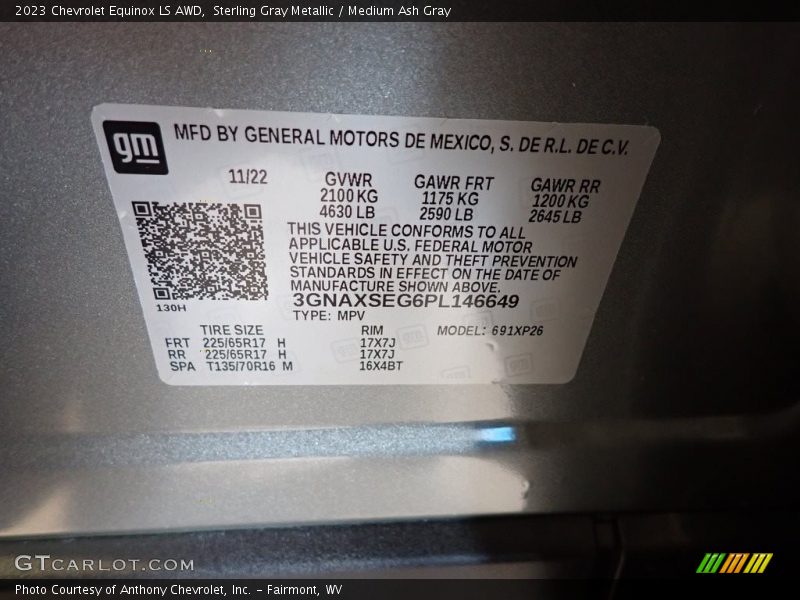 2023 Chevrolet Equinox LS AWD,  Sterling Gray Metallic / Medium Ash Gray
gm
MFD BY GENERAL MOTORS DE MEXICO, S. DE R.L. DE C.V.
11/22
GVWR
2100 KG
4630 LB
GAWR FRT
1175 KG
2590 LB
GAWR RR
1200 KG
2645 LB
THIS VEHICLE CONFORMS TO ALL
APPLICABLE U.S. FEDERAL MOTOR
VEHICLE SAFETY AND THEFT PREVENTION
STANDARDS IN EFFECT ON THE DATE OF
MANUFACTURE SHOWN ABOVE.
130H
3GNAXSEG6PL146649
TYPE: MPV
MODEL: 691XP26
TIRE SIZE RIM
FRT 225/65R17 H 17X7J
RR 225/65R17 H 17X7J
SPA T135/70R16 M 16X4BT
GTCARLOT.COM
Photo Courtesy of Anthony Chevrolet, Inc. – Fairmont, WV